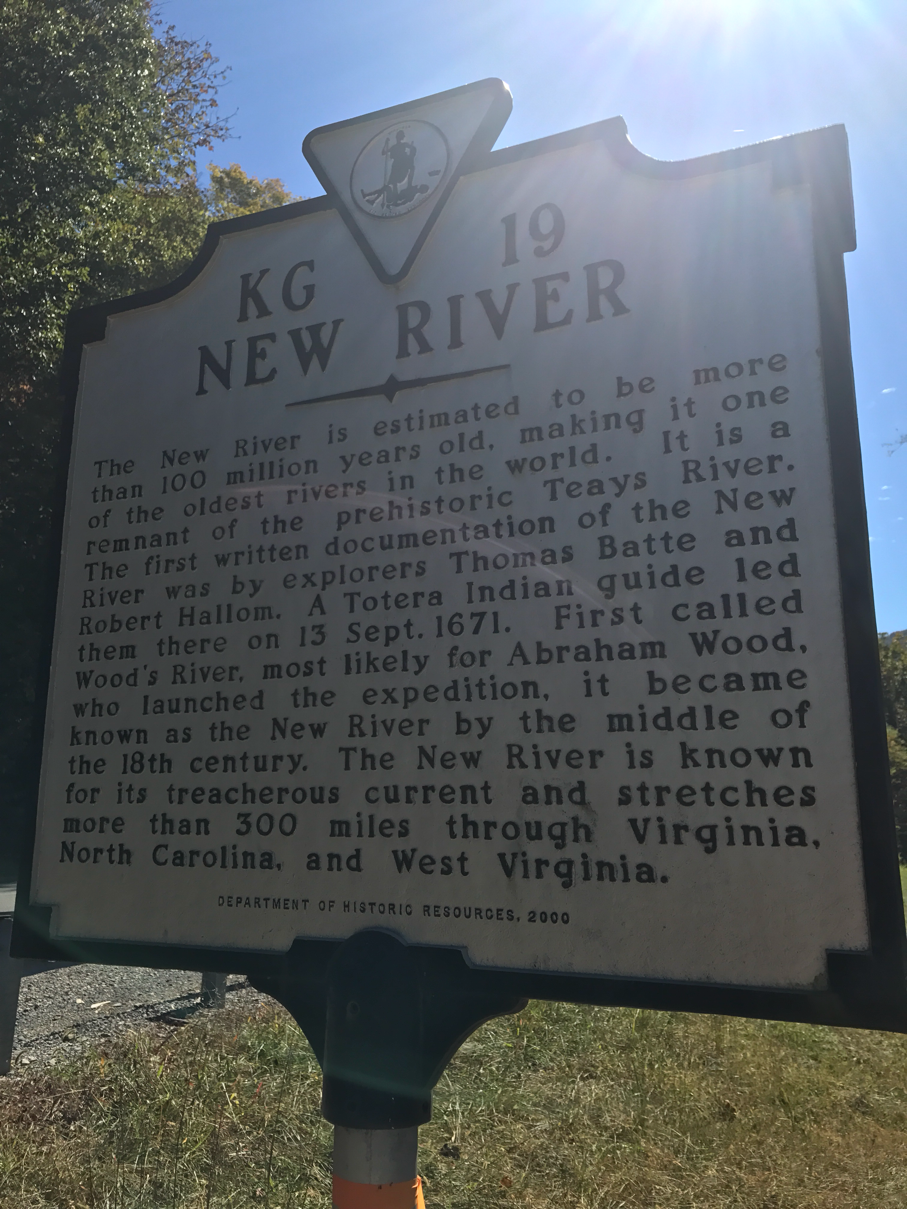 KG 19
NEW RIVER
The New River is estimated to be more
than 100 million years old, making it one
of the oldest rivers in the world. It is a
remnant of the prehistoric Teays River.
The first written documentation of the New
River was by explorers Thomas Batte and
Robert Hallom. A Totera Indian guide led
them there on 13 Sept. 1671. First called
Wood's River, most likely for Abraham Wood,
who launched the expedition, it became
known as the New River by the middle of
the 18th century. The New River is known
for its treacherous current and stretches
more than 300 miles through Virginia,
North Carolina, and West Virginia.
DEPARTMENT OF HISTORIC RESOURCES, 2000